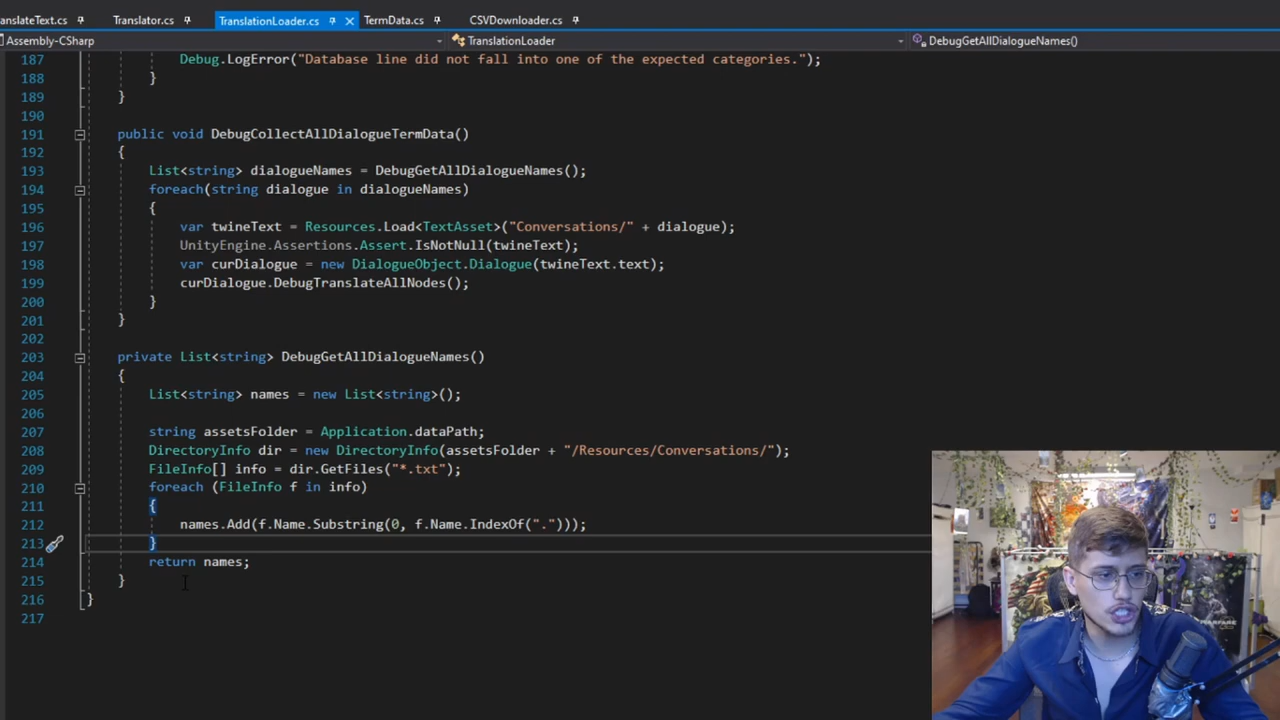 anslateText.cs Translator.cs TranslationLoader.cs TermData.cs CSVDownloader.cs
Assembly-CSharp TranslationLoader DebugGetAllDialogueNames()
187 Debug.LogError("Database line did not fall into one of the expected categories.");
188 }
189 }
190
191 public void DebugCollectAllDialogueTermData()
192 {
193 List<string> dialogueNames = DebugGetAllDialogueNames();
194 foreach(string dialogue in dialogueNames)
195 {
196 var twineText = Resources.Load<TextAsset>("Conversations/" + dialogue);
197 UnityEngine.Assertions.Assert.IsNotNull(twineText);
198 var curDialogue = new DialogueObject.Dialogue(twineText.text);
199 curDialogue.DebugTranslateAllNodes();
200 }
201 }
202
203 private List<string> DebugGetAllDialogueNames()
204 {
205 List<string> names = new List<string>();
206
207 string assetsFolder = Application.dataPath;
208 DirectoryInfo dir = new DirectoryInfo(assetsFolder + "/Resources/Conversations/");
209 FileInfo[] info = dir.GetFiles("*.txt");
210 foreach (FileInfo f in info)
211 {
212 names.Add(f.Name.Substring(0, f.Name.IndexOf(".")));
213 }
214 return names;
215 }
216 }
217
WARFARE